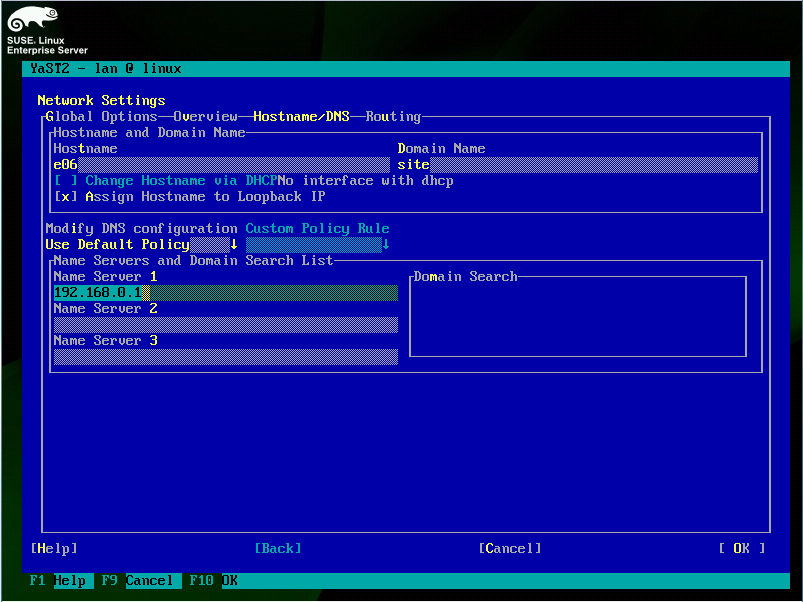 SUSE. Linux
Enterprise Server
YaST2 - lan @ linux
Network Settings
Global Options──Overview──Hostname/DNS──Routing
Hostname and Domain Name
Hostname Domain Name
e06 site
[ ] Change Hostname via DHCPNo interface with dhcp
[x] Assign Hostname to Loopback IP
Modify DNS configuration Custom Policy Rule
Use Default Policy↓ ↓
Name Servers and Domain Search List
Name Server 1 Domain Search
192.168.0.1
Name Server 2
Name Server 3
[Help] [Back] [Cancel] [ OK ]
F1 Help F9 Cancel F10 OK